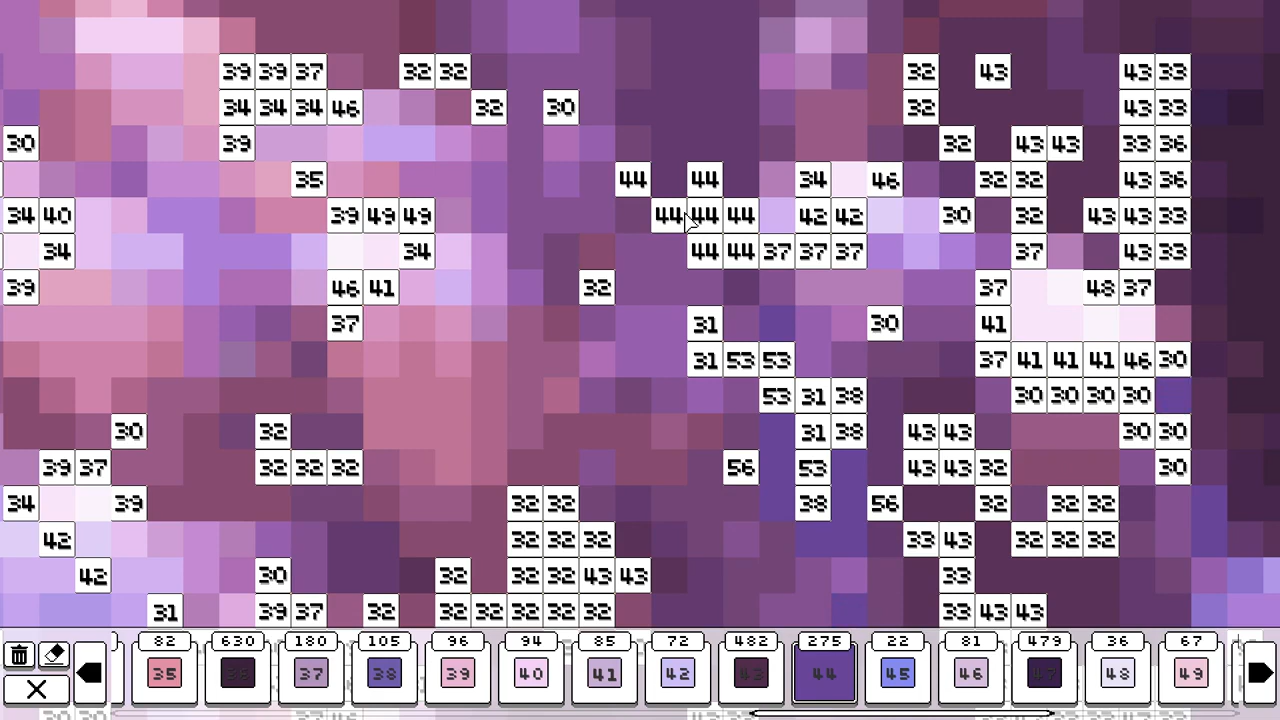 39 39 37 32 32 32 43 43 33
34 34 34 46 32 30 32 43 33
30 39 32 43 43 33 36
35 44 44 34 46 32 32 43 36
34 40 39 49 49 44 44 44 42 42 30 32 43 43 33
34 34 44 44 37 37 37 37 43 33
39 46 41 32 37 48 37
37 31 30 41
31 53 53 37 41 41 41 46 30
53 31 38 30 30 30 30
30 32 31 38 43 43 30 30
39 37 32 32 32 56 53 43 43 32 30
34 39 32 32 38 56 32 32 32
42 32 32 32 33 43 32 32 32
42 30 32 32 32 43 43 33
31 39 37 32 32 32 32 32 32 33 43 43
82 630 180 105 96 94 85 72 482 275 22 81 479 36 67
35 36 37 38 39 40 41 42 43 44 45 46 47 48 49